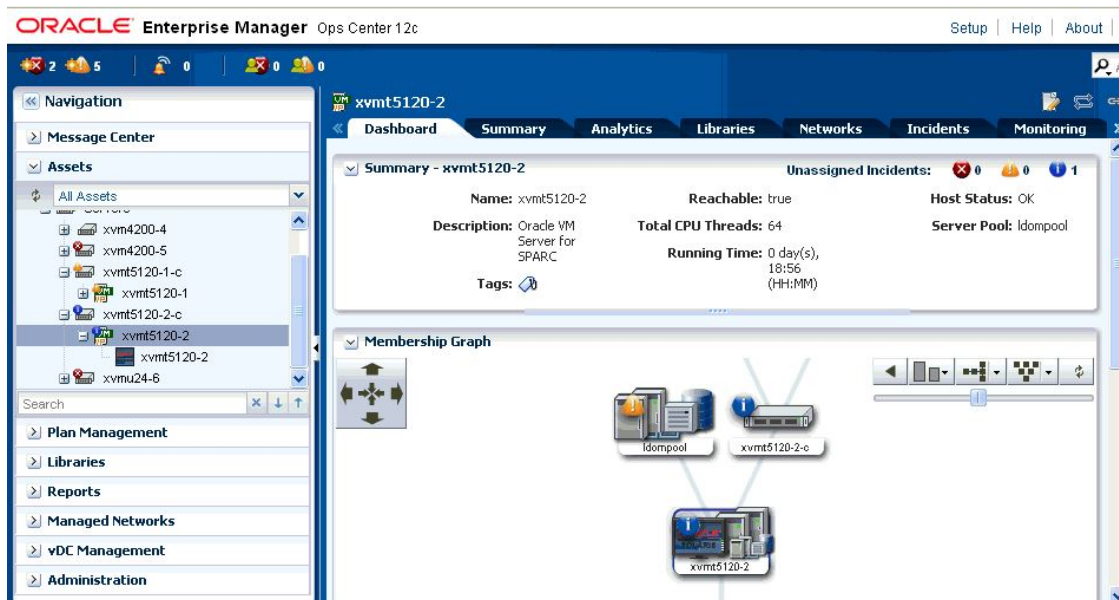 ORACLE Enterprise Manager Ops Center 12c
Setup | Help | About |
2 5 0 0 0
Navigation
Message Center
Assets
All Assets
Servers
xvm4200-4
xvm4200-5
xvmt5120-1-c
xvmt5120-1
xvmt5120-2-c
xvmt5120-2
xvmt5120-2
xvmu24-6
Search
Plan Management
Libraries
Reports
Managed Networks
vDC Management
Administration
xvmt5120-2
Dashboard Summary Analytics Libraries Networks Incidents Monitoring
Summary - xvmt5120-2
Unassigned Incidents: 0 0 1
Name: xvmt5120-2
Description: Oracle VM
Server for
SPARC
Tags:
Reachable: true
Total CPU Threads: 64
Running Time: 0 day(s),
18:56
(HH:MM)
Host Status: OK
Server Pool: ldompool
Membership Graph
ldompool
xvmt5120-2-c
xvmt5120-2